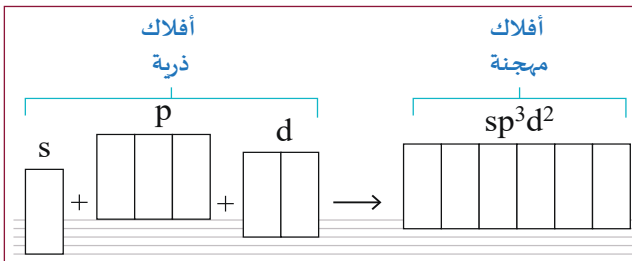 أفلاك
ذرية
أفلاك
مهجنة
s + p + d → sp³d²